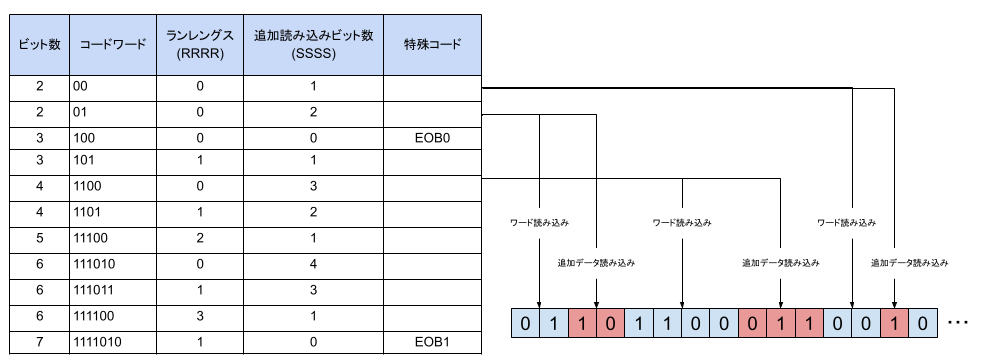 ビット数 コードワード ランレングス (RRRR) 追加読み込みビット数 (SSSS) 特殊コード
2 00 0 1
2 01 0 2
3 100 0 0 EOB0
3 101 1 1
4 1100 0 3
4 1101 1 2
5 11100 2 1
6 111010 0 4
6 111011 1 3
6 111100 3 1
7 1111010 1 0 EOB1
ワード読み込み ワード読み込み ワード読み込み
追加データ読み込み 追加データ読み込み 追加データ読み込み
0 1 1 0 1 1 0 0 0 1 1 0 0 1 0 …